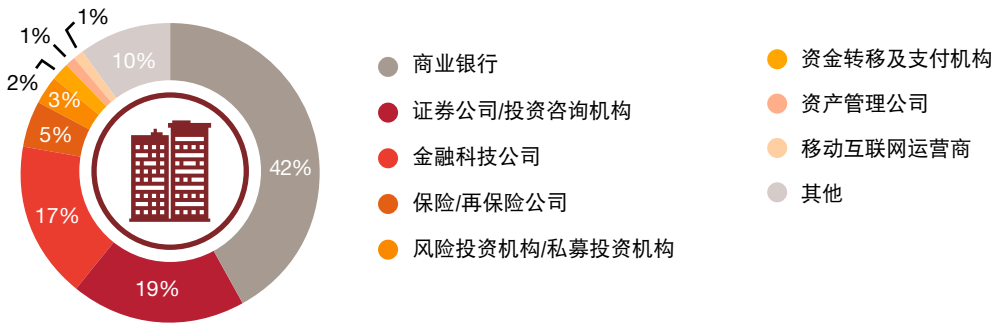 1%
1%
2%
10%
3%
5%
17%
19%
42%
商业银行
证券公司/投资咨询机构
金融科技公司
保险/再保险公司
风险投资机构/私募投资机构
资金转移及支付机构
资产管理公司
移动互联网运营商
其他